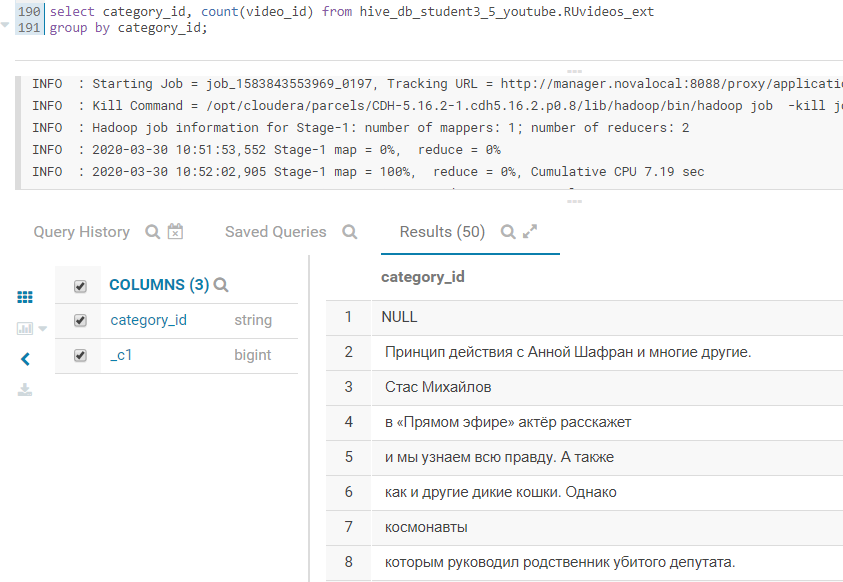 190 select category_id, count(video_id) from hive_db_student3_5_youtube.RUvideos_ext
191 group by category_id;
INFO : Starting Job = job_1583843553969_0197, Tracking URL = http://manager.novalocal:8088/proxy/applicati
INFO : Kill Command = /opt/cloudera/parcels/CDH-5.16.2-1.cdh5.16.2.p0.8/lib/hadoop/bin/hadoop job -kill j
INFO : Hadoop job information for Stage-1: number of mappers: 1; number of reducers: 2
INFO : 2020-03-30 10:51:53,552 Stage-1 map = 0%, reduce = 0%
INFO : 2020-03-30 10:52:02,905 Stage-1 map = 100%, reduce = 0%, Cumulative CPU 7.19 sec
Query History Saved Queries Results (50)
COLUMNS (3)
category_id string
_c1 bigint
category_id
1 NULL
2 Принцип действия с Анной Шафран и многие другие.
3 Стас Михайлов
4 в «Прямом эфире» актёр расскажет
5 и мы узнаем всю правду. А также
6 как и другие дикие кошки. Однако
7 космонавты
8 которым руководил родственник убитого депутата.